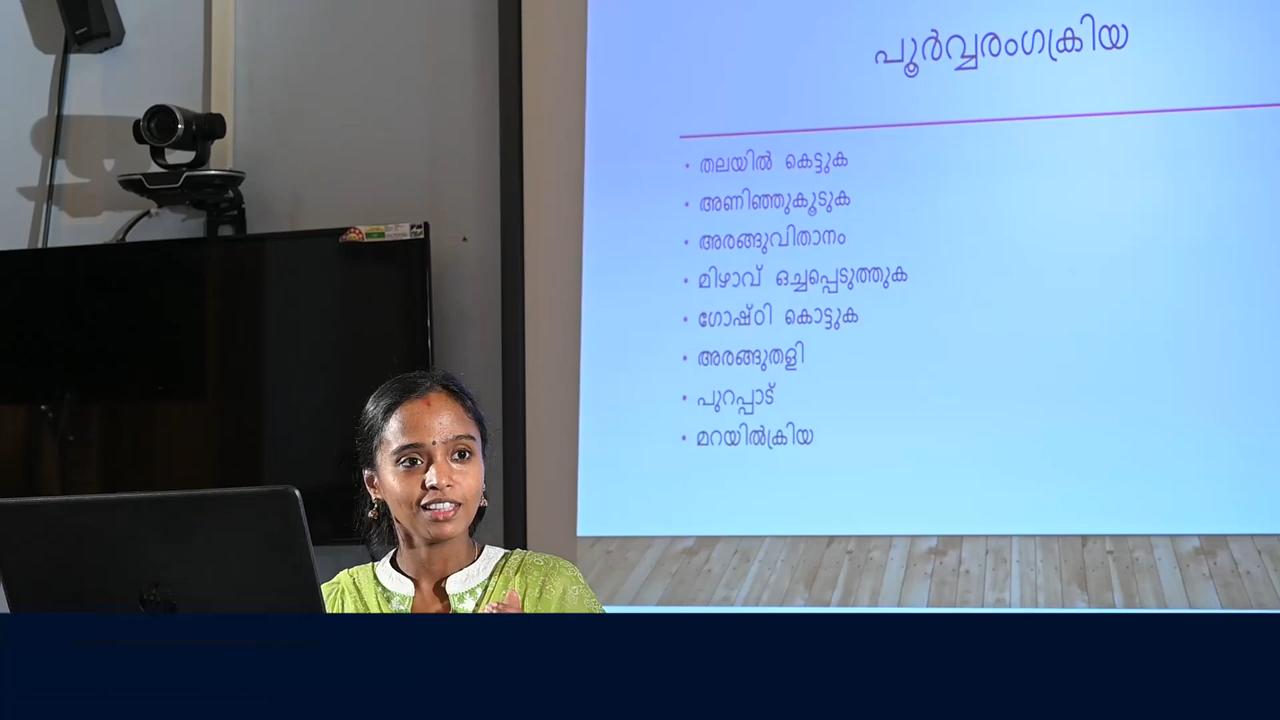 പൂർവ്വരംഗക്രിയ
• തലയിൽ കെട്ടുക
• അണിഞ്ഞുകൂടുക
• അരങ്ങുവിതാനം
• മിഴാവ് ഒച്ചപ്പെടുത്തുക
• ഗോഷ്ഠി കൊട്ടുക
• അരങ്ങുതളി
• പുറപ്പാട്
• മറയിൽക്രിയ